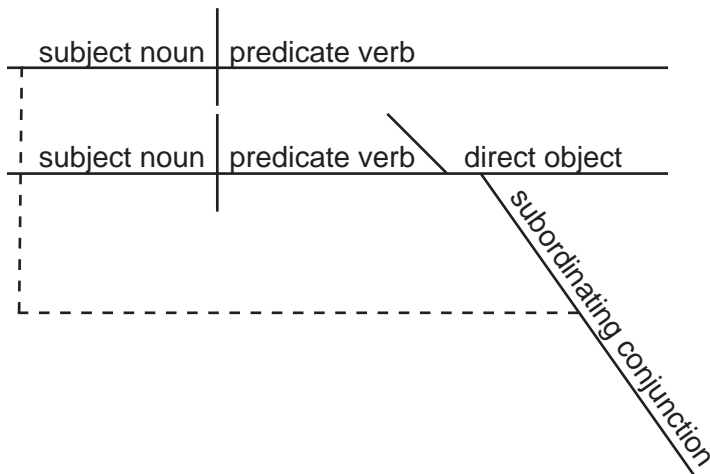 subject noun predicate verb
subject noun predicate verb direct object
subordinating conjunction